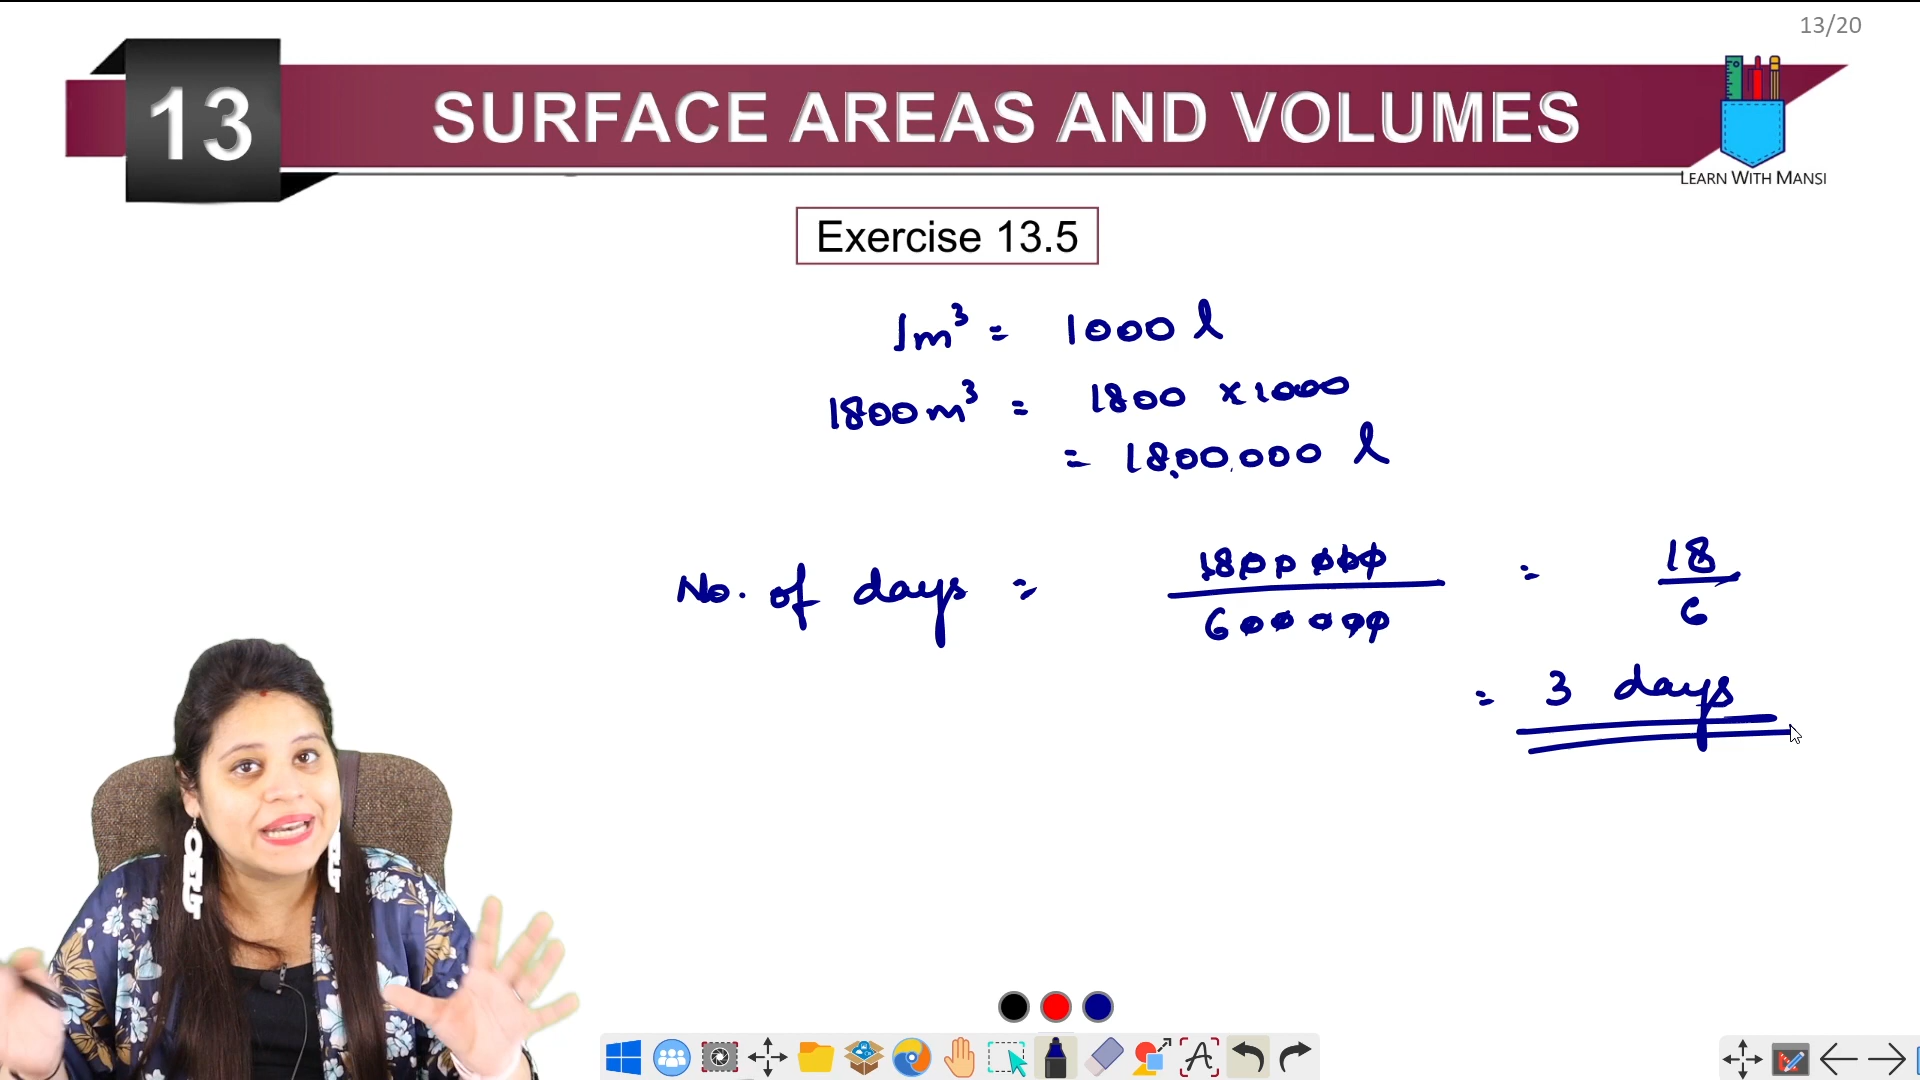 13/20
13 SURFACE AREAS AND VOLUMES
LEARN WITH MANSI
Exercise 13.5
1m³ = 1000 l
1800m³ = 1800 x 1000
= 18,00,000 l
No. of days = 1800000/600000 = 18/6
= 3 days